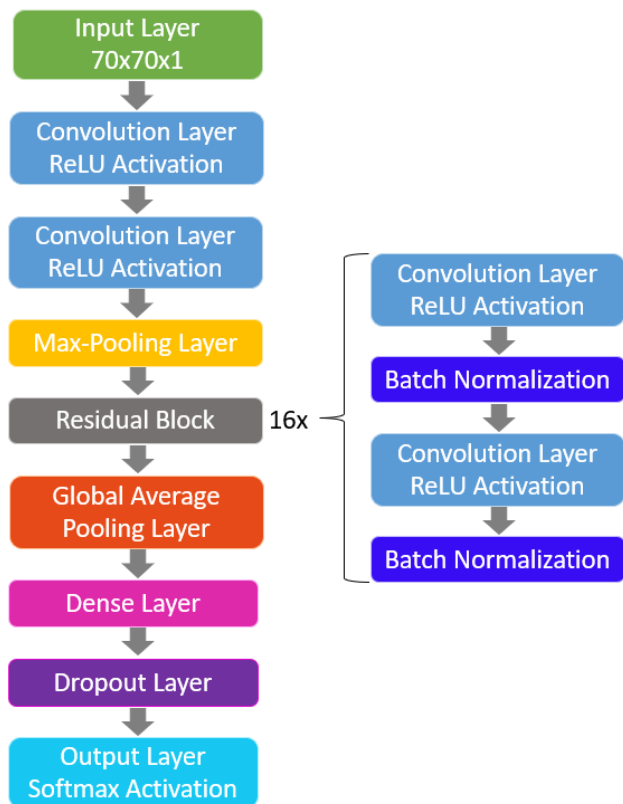 Input Layer
70x70x1
Convolution Layer
ReLU Activation
Convolution Layer
ReLU Activation
Max-Pooling Layer
Residual Block
16x
Global Average
Pooling Layer
Dense Layer
Dropout Layer
Output Layer
Softmax Activation
Convolution Layer
ReLU Activation
Batch Normalization
Convolution Layer
ReLU Activation
Batch Normalization